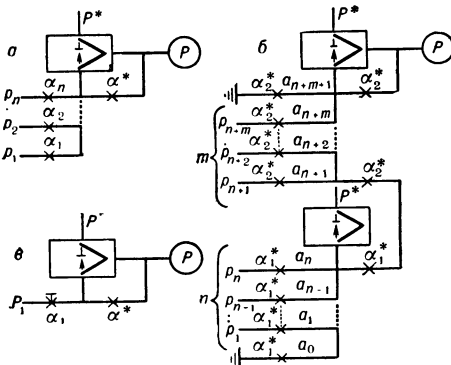 P*
а
P
pₙ αₙ α*
p₂ α₂
p₁ α₁
P*
б
P
α₂* aₙ₊ₘ₊₁ α₂*
pₙ₊ₘ α₂* aₙ₊ₘ
m
pₙ₊₂ α₂* aₙ₊₂
pₙ₊₁ α₂* aₙ₊₁ α₂*
P*
в
P
P₁ α₁ α*
P*
pₙ α₁* aₙ α₁*
n
pₙ₋₁ α₁* aₙ₋₁
p₁ α₁* a₁
α₁* a₀